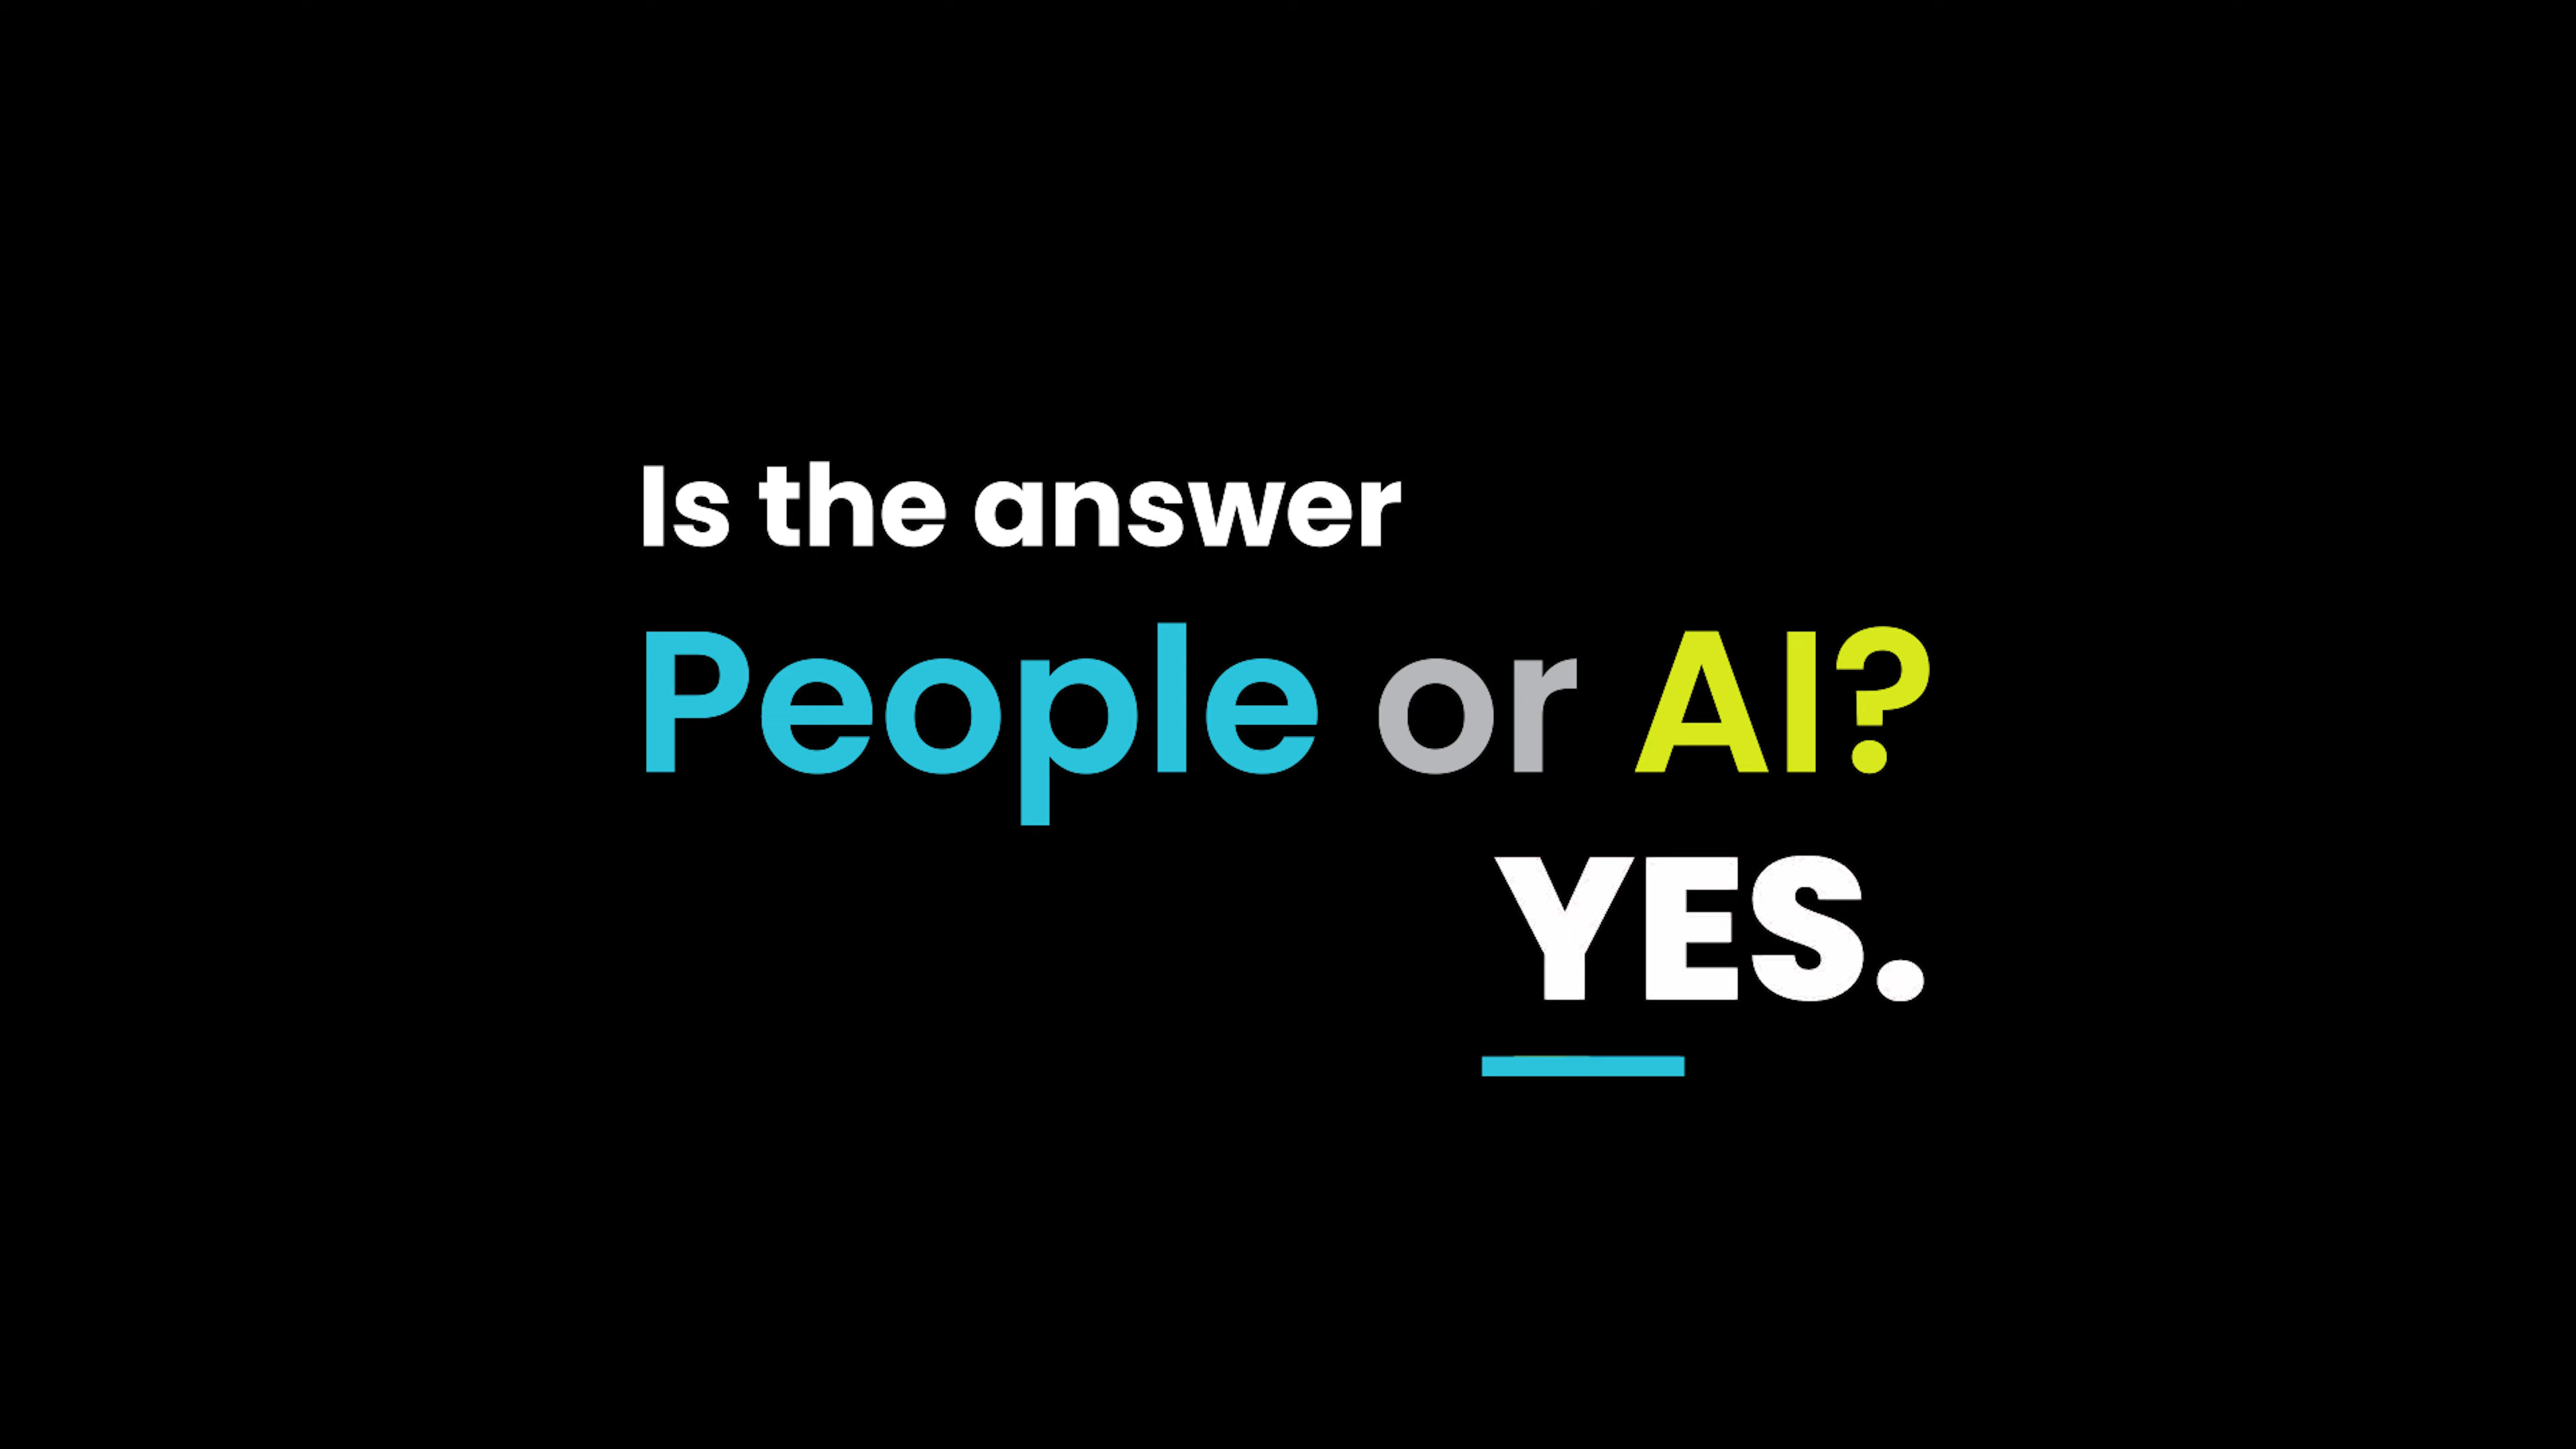 Is the answer
People or AI?
YES.